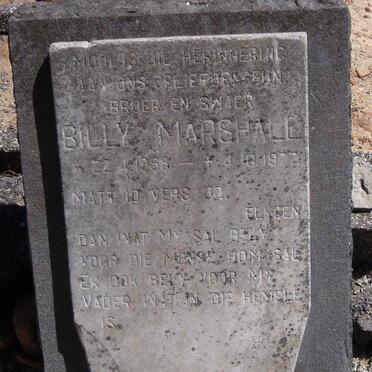 MOOI IS DIE HERINNERING
AAN ONS GELIEFDE SEUN
BROER EN SWAER
BILLY MARSHALL
MATT 10 VERS 32
ELKEEN
DAN WAT MY SAL BELY
VOOR DIE MENSE HOM SAL
EK OOK BELY VOOR MY
VADER WAT IN DIE HEMELE
IS